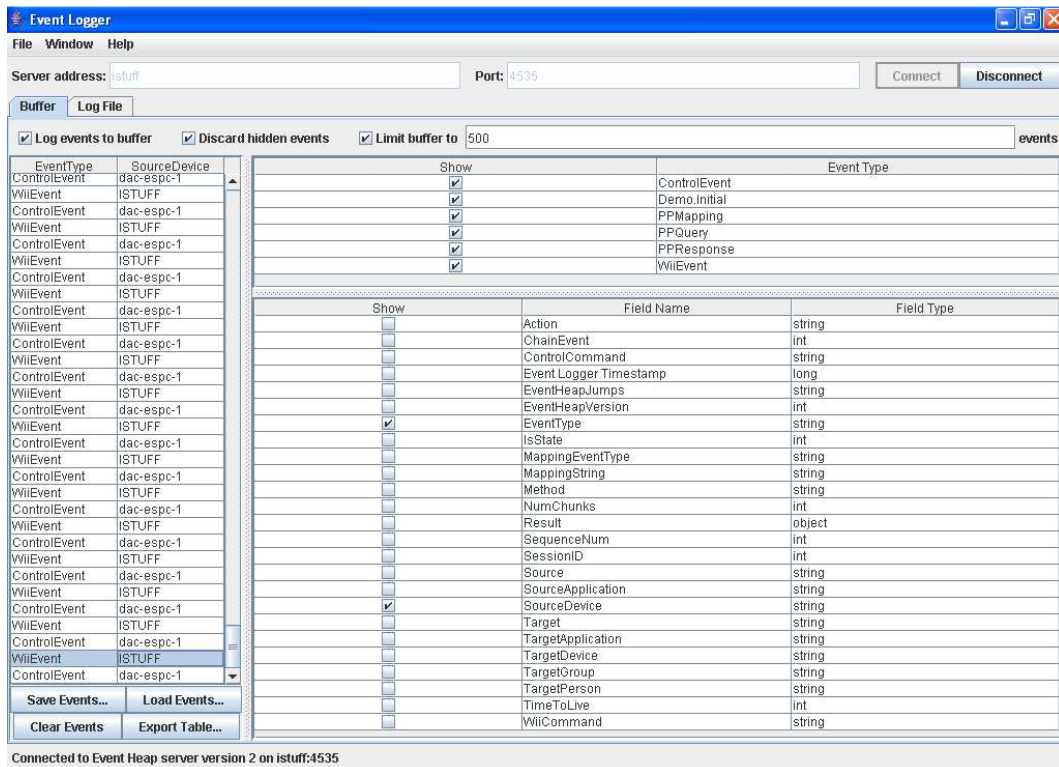 Event Logger
File Window Help
Server address: istuff Port: 4535 Connect Disconnect
Buffer Log File
Log events to buffer Discard hidden events Limit buffer to 500 events
EventType SourceDevice
ControlEvent dac-espc-1
WiiEvent ISTUFF
ControlEvent dac-espc-1
WiiEvent ISTUFF
ControlEvent dac-espc-1
WiiEvent ISTUFF
ControlEvent dac-espc-1
WiiEvent ISTUFF
ControlEvent dac-espc-1
WiiEvent ISTUFF
ControlEvent dac-espc-1
WiiEvent ISTUFF
ControlEvent dac-espc-1
WiiEvent ISTUFF
ControlEvent dac-espc-1
WiiEvent ISTUFF
ControlEvent dac-espc-1
WiiEvent ISTUFF
ControlEvent dac-espc-1
WiiEvent ISTUFF
ControlEvent dac-espc-1
WiiEvent ISTUFF
ControlEvent dac-espc-1
WiiEvent ISTUFF
ControlEvent dac-espc-1
WiiEvent ISTUFF
ControlEvent dac-espc-1
WiiEvent ISTUFF
ControlEvent dac-espc-1
WiiEvent ISTUFF
ControlEvent dac-espc-1
Save Events... Load Events...
Clear Events Export Table...
Show Event Type
ControlEvent
Demo.Initial
PPMapping
PPQuery
PPResponse
WiiEvent
Show Field Name Field Type
Action string
ChainEvent int
ControlCommand string
Event Logger Timestamp long
EventHeapJumps string
EventHeapVersion int
EventType string
IsState int
MappingEventType string
MappingString string
Method string
NumChunks int
Result object
SequenceNum int
SessionID int
Source string
SourceApplication string
SourceDevice string
Target string
TargetApplication string
TargetDevice string
TargetGroup string
TargetPerson string
TimeToLive int
WiiCommand string
Connected to Event Heap server version 2 on istuff:4535